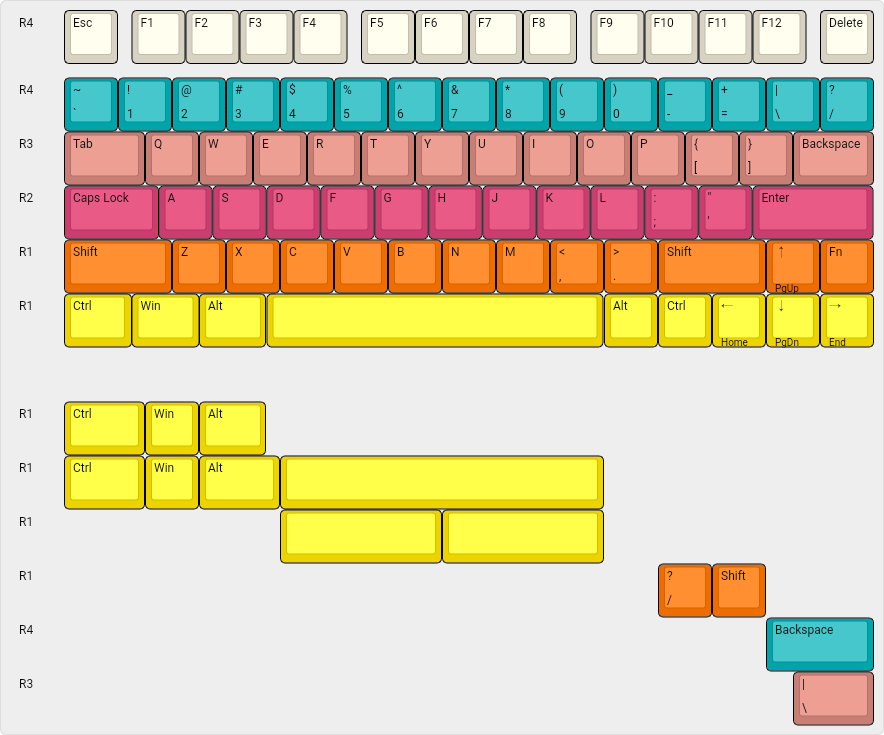 R4 Esc F1 F2 F3 F4 F5 F6 F7 F8 F9 F10 F11 F12 Delete
R4 ~ ! @ # $ % ^ & * ( ) _ + | ?
` 1 2 3 4 5 6 7 8 9 0 - = \ /
R3 Tab Q W E R T Y U I O P { } Backspace
[ ]
R2 Caps Lock A S D F G H J K L : " Enter
; '
R1 Shift Z X C V B N M < > Shift ↑ Fn
, . PgUp
R1 Ctrl Win Alt Alt Ctrl ← ↓ →
Home PgDn End
R1 Ctrl Win Alt
R1 Ctrl Win Alt
R1
R1 ? Shift
/
R4 Backspace
R3 |
\